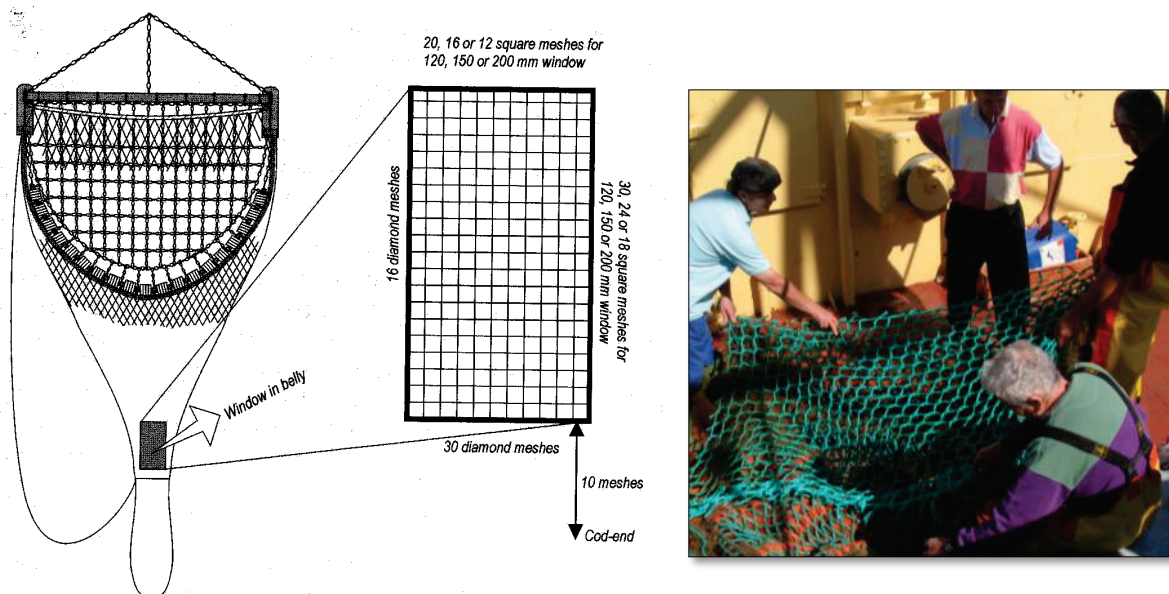 20, 16 or 12 square meshes for
120, 150 or 200 mm window
16 diamond meshes
30, 24 or 18 square meshes for
120, 150 or 200 mm
window
Window in belly
30 diamond meshes
10 meshes
Cod-end